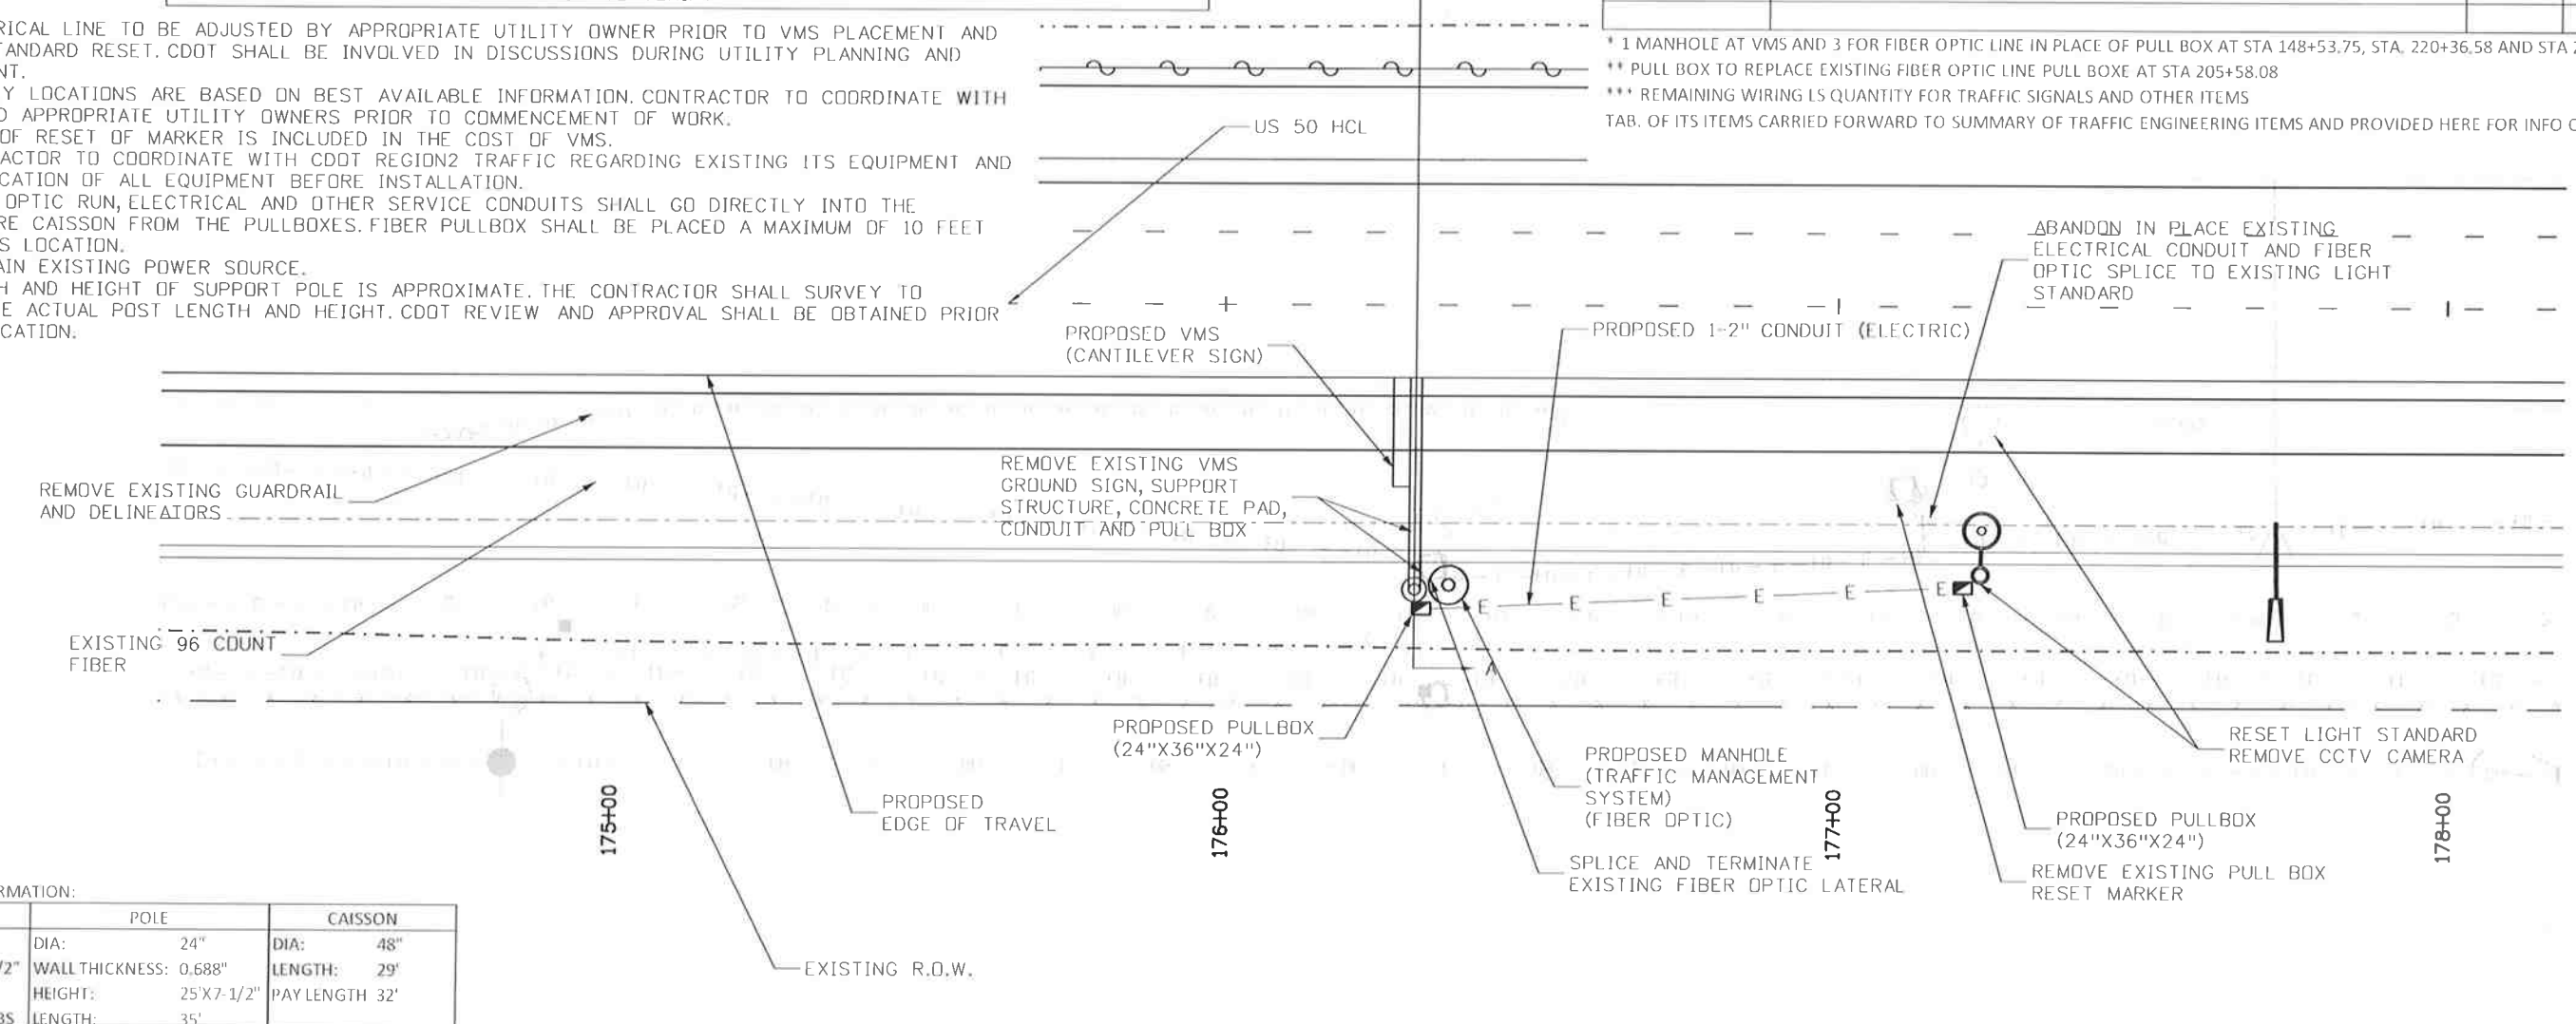 RICAL LINE TO BE ADJUSTED BY APPROPRIATE UTILITY OWNER PRIOR TO VMS PLACEMENT AND
TANDARD RESET. CDOT SHALL BE INVOLVED IN DISCUSSIONS DURING UTILITY PLANNING AND
NT.
Y LOCATIONS ARE BASED ON BEST AVAILABLE INFORMATION. CONTRACTOR TO COORDINATE WITH
D APPROPRIATE UTILITY OWNERS PRIOR TO COMMENCEMENT OF WORK.
OF RESET OF MARKER IS INCLUDED IN THE COST OF VMS.
ACTOR TO COORDINATE WITH CDOT REGION2 TRAFFIC REGARDING EXISTING ITS EQUIPMENT AND
CATION OF ALL EQUIPMENT BEFORE INSTALLATION.
OPTIC RUN, ELECTRICAL AND OTHER SERVICE CONDUITS SHALL GO DIRECTLY INTO THE
RE CAISSON FROM THE PULLBOXES. FIBER PULLBOX SHALL BE PLACED A MAXIMUM OF 10 FEET
S LOCATION.
AIN EXISTING POWER SOURCE.
H AND HEIGHT OF SUPPORT POLE IS APPROXIMATE. THE CONTRACTOR SHALL SURVEY TO
E ACTUAL POST LENGTH AND HEIGHT. CDOT REVIEW AND APPROVAL SHALL BE OBTAINED PRIOR
CATION.
* 1 MANHOLE AT VMS AND 3 FOR FIBER OPTIC LINE IN PLACE OF PULL BOX AT STA 148+53.75, STA. 220+36.58 AND STA
** PULL BOX TO REPLACE EXISTING FIBER OPTIC LINE PULL BOXE AT STA 205+58.08
*** REMAINING WIRING LS QUANTITY FOR TRAFFIC SIGNALS AND OTHER ITEMS
TAB. OF ITS ITEMS CARRIED FORWARD TO SUMMARY OF TRAFFIC ENGINEERING ITEMS AND PROVIDED HERE FOR INFO
US 50 HCL
ABANDON IN PLACE EXISTING
ELECTRICAL CONDUIT AND FIBER
OPTIC SPLICE TO EXISTING LIGHT
STANDARD
PROPOSED VMS
(CANTILEVER SIGN)
PROPOSED 1-2" CONDUIT (ELECTRIC)
REMOVE EXISTING GUARDRAIL
AND DELINEATORS
REMOVE EXISTING VMS
GROUND SIGN, SUPPORT
STRUCTURE, CONCRETE PAD,
CONDUIT AND PULL BOX
E E E E E E
EXISTING 96 COUNT
FIBER
A
PROPOSED PULLBOX
(24"X36"X24")
PROPOSED MANHOLE
(TRAFFIC MANAGEMENT
SYSTEM)
(FIBER OPTIC)
RESET LIGHT STANDARD
REMOVE CCTV CAMERA
PROPOSED
EDGE OF TRAVEL
PROPOSED PULLBOX
(24"X36"X24")
175+00
176+00
177+00
178+00
SPLICE AND TERMINATE
EXISTING FIBER OPTIC LATERAL
REMOVE EXISTING PULL BOX
RESET MARKER
EXISTING R.O.W.
RMATION:
POLE CAISSON
DIA: 24" DIA: 48"
/2" WALL THICKNESS: 0.688" LENGTH: 29'
HEIGHT: 25'X7-1/2" PAY LENGTH 32'
BS LENGTH: 35'